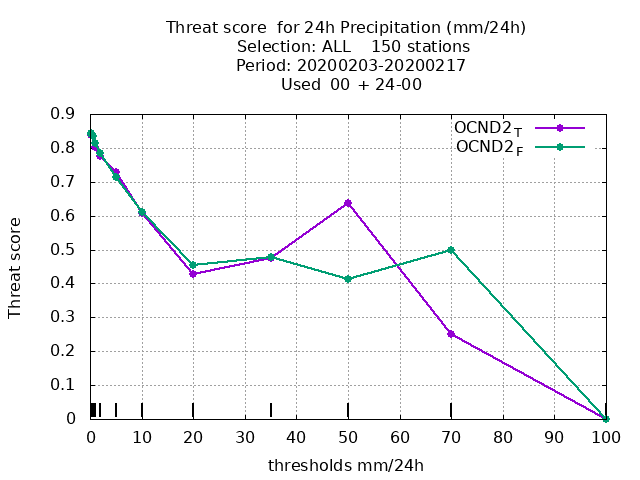 Threat score  for 24h Precipitation (mm/24h)
Selection: ALL    150 stations
Period: 20200203-20200217
Used  00 + 24-00
OCND2T
OCND2F
Threat score
0.9
0.8
0.7
0.6
0.5
0.4
0.3
0.2
0.1
0
0 10 20 30 40 50 60 70 80 90 100
thresholds mm/24h